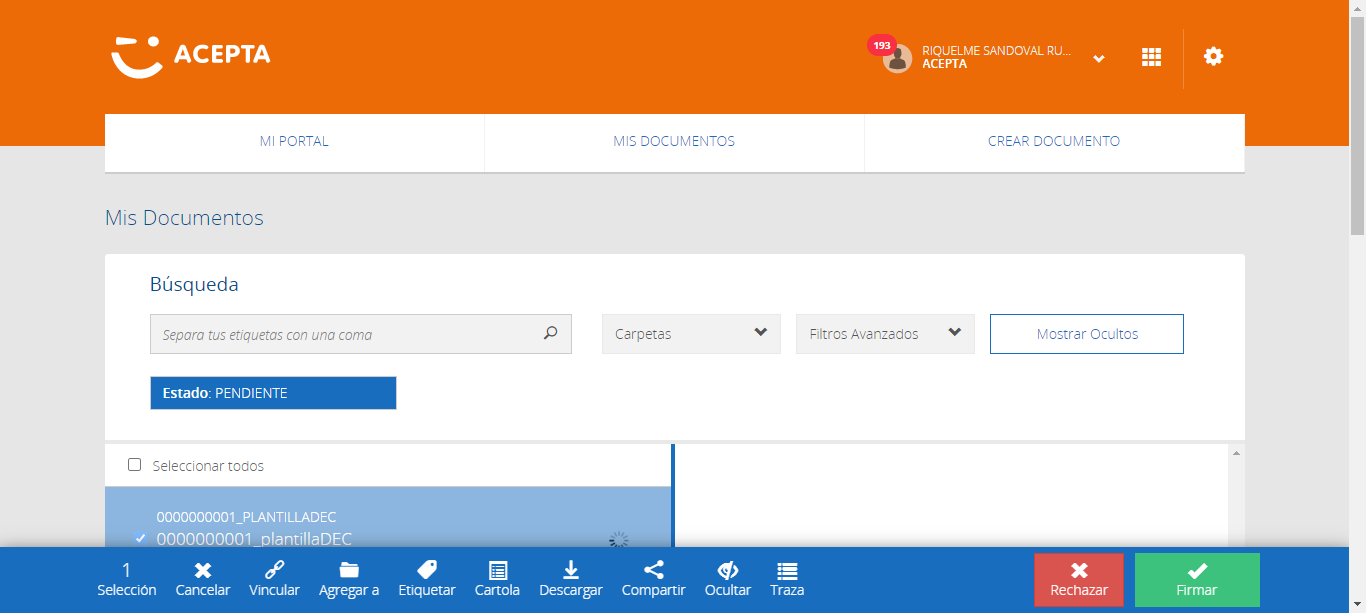 ACEPTA
193
RIQUELME SANDOVAL RU...
ACEPTA
MI PORTAL
MIS DOCUMENTOS
CREAR DOCUMENTO
Mis Documentos
Búsqueda
Separa tus etiquetas con una coma
Carpetas
Filtros Avanzados
Mostrar Ocultos
Estado: PENDIENTE
Seleccionar todos
0000000001_PLANTILLADEC
0000000001_plantillaDEC
1
Selección
Cancelar
Vincular
Agregar a
Etiquetar
Cartola
Descargar
Compartir
Ocultar
Traza
Rechazar
Firmar